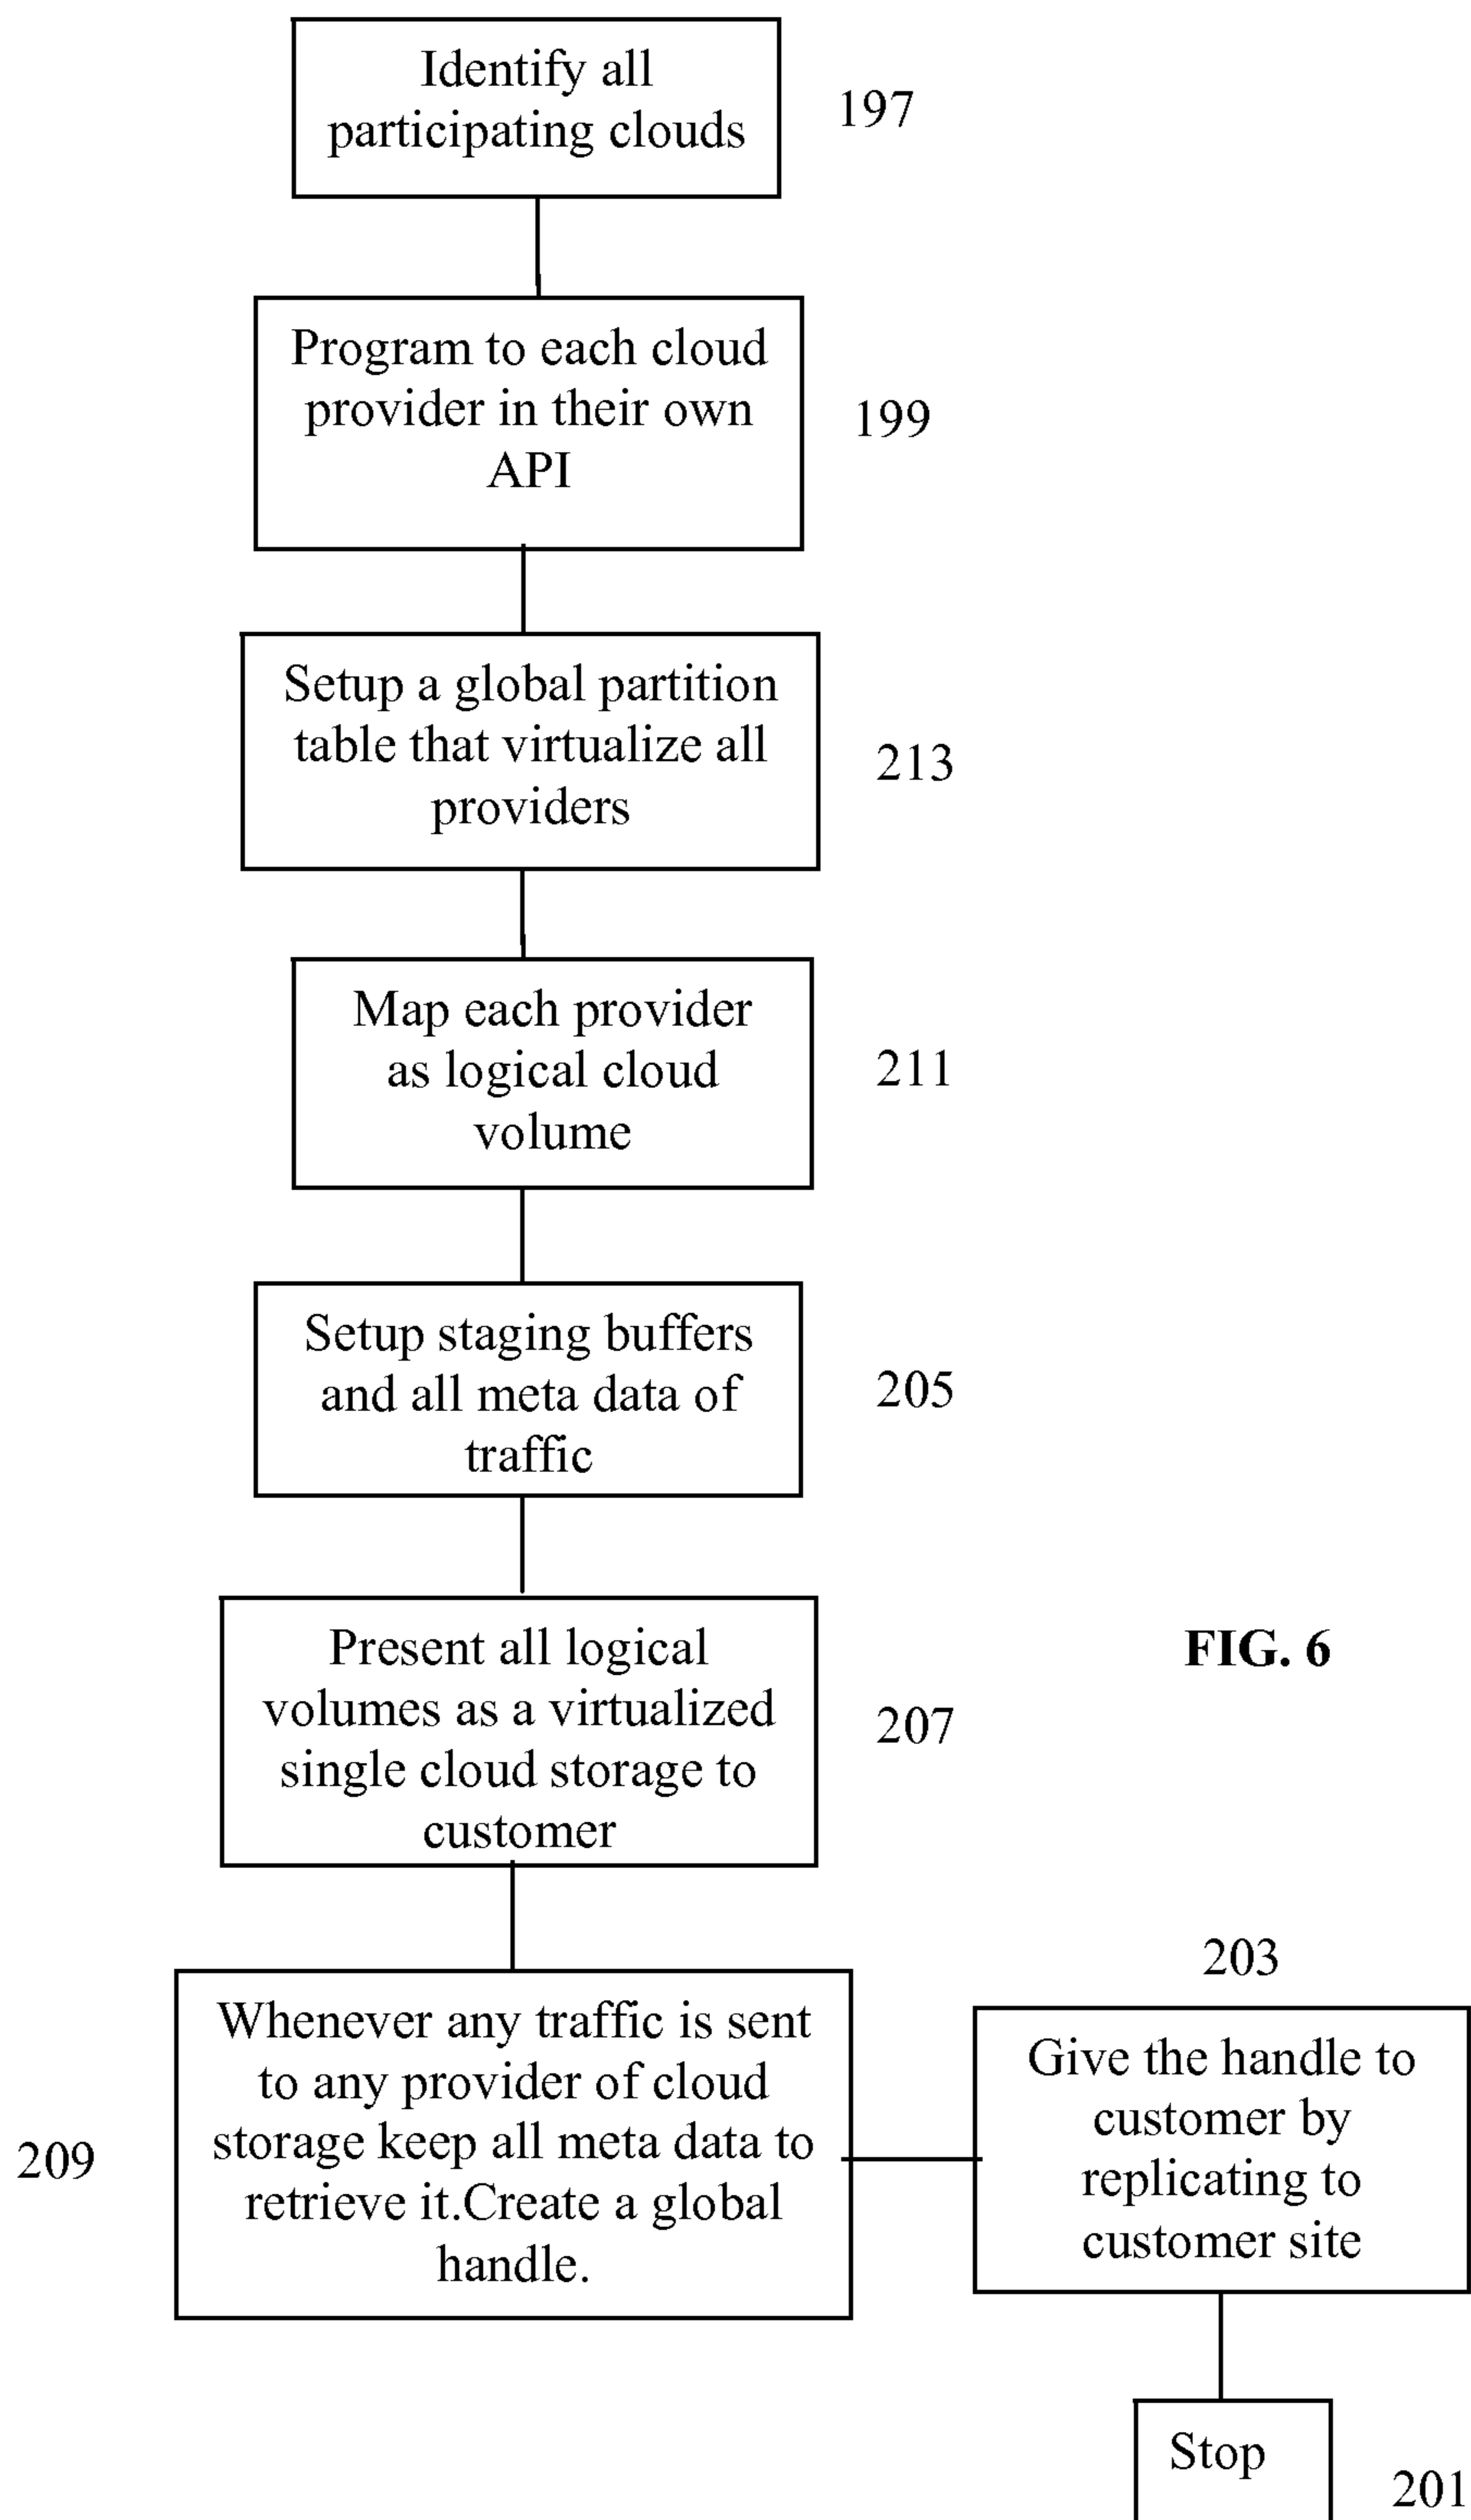 Identify all
participating clouds
197
Program to each cloud
provider in their own
API
199
Setup a global partition
table that virtualize all
providers
213
Map each provider
as logical cloud
volume
211
Setup staging buffers
and all meta data of
traffic
205
Present all logical
volumes as a virtualized
single cloud storage to
customer
207
FIG. 6
Whenever any traffic is sent
to any provider of cloud
storage keep all meta data to
retrieve it.Create a global
handle.
209
203
Give the handle to
customer by
replicating to
customer site
Stop
201